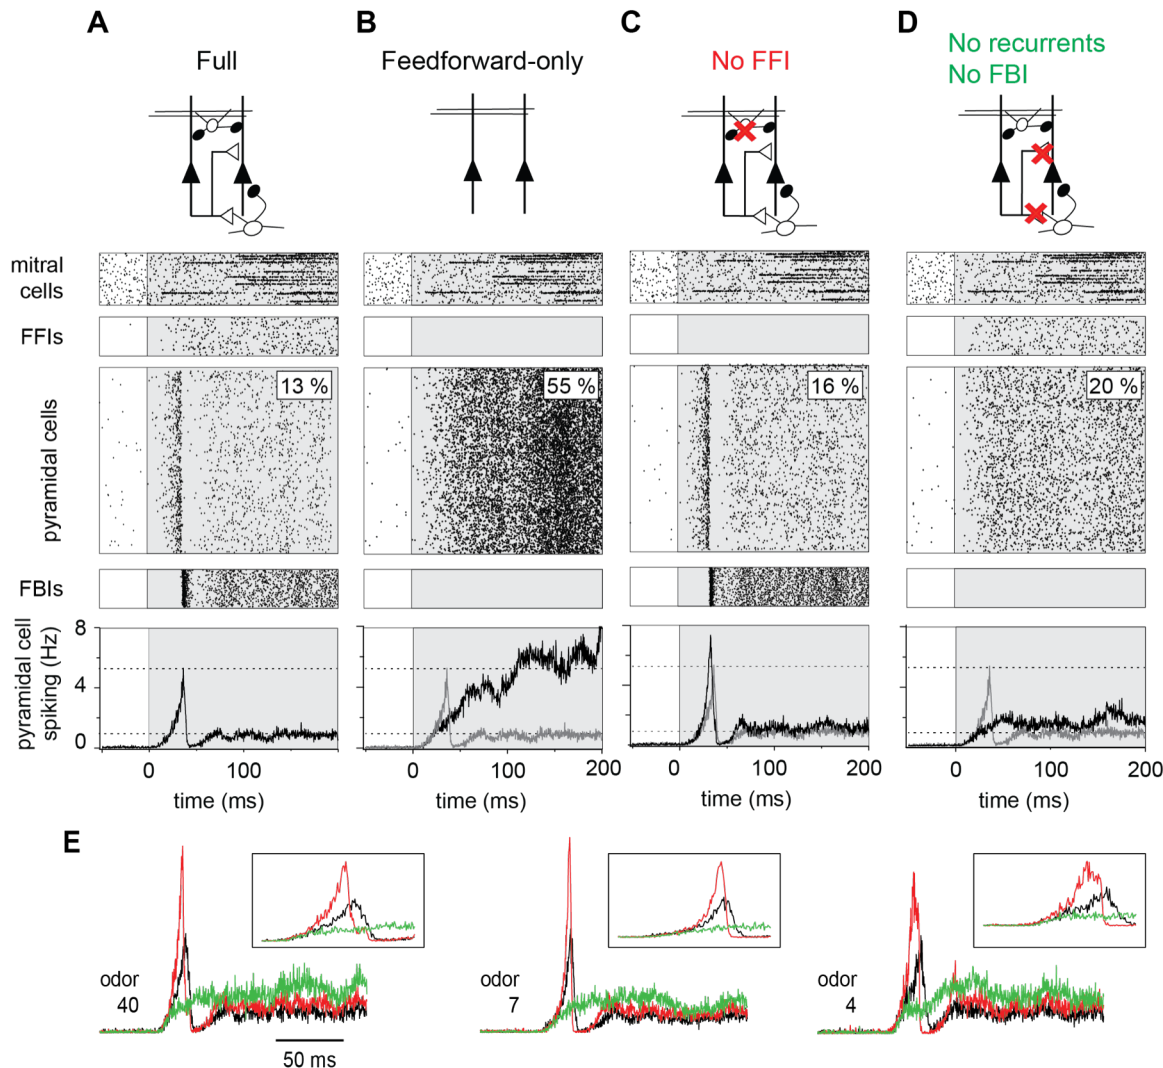 A
B
C
D
Full
Feedforward-only
No FFI
No recurrents
No FBI
mitral
cells
FFIs
pyramidal cells
13 %
55 %
16 %
20 %
FBIs
pyramidal cell
spiking (Hz)
8
4
0
0
100
time (ms)
0
100
200
time (ms)
0
100
200
time (ms)
0
100
200
time (ms)
E
odor
40
50 ms
odor
7
odor
4